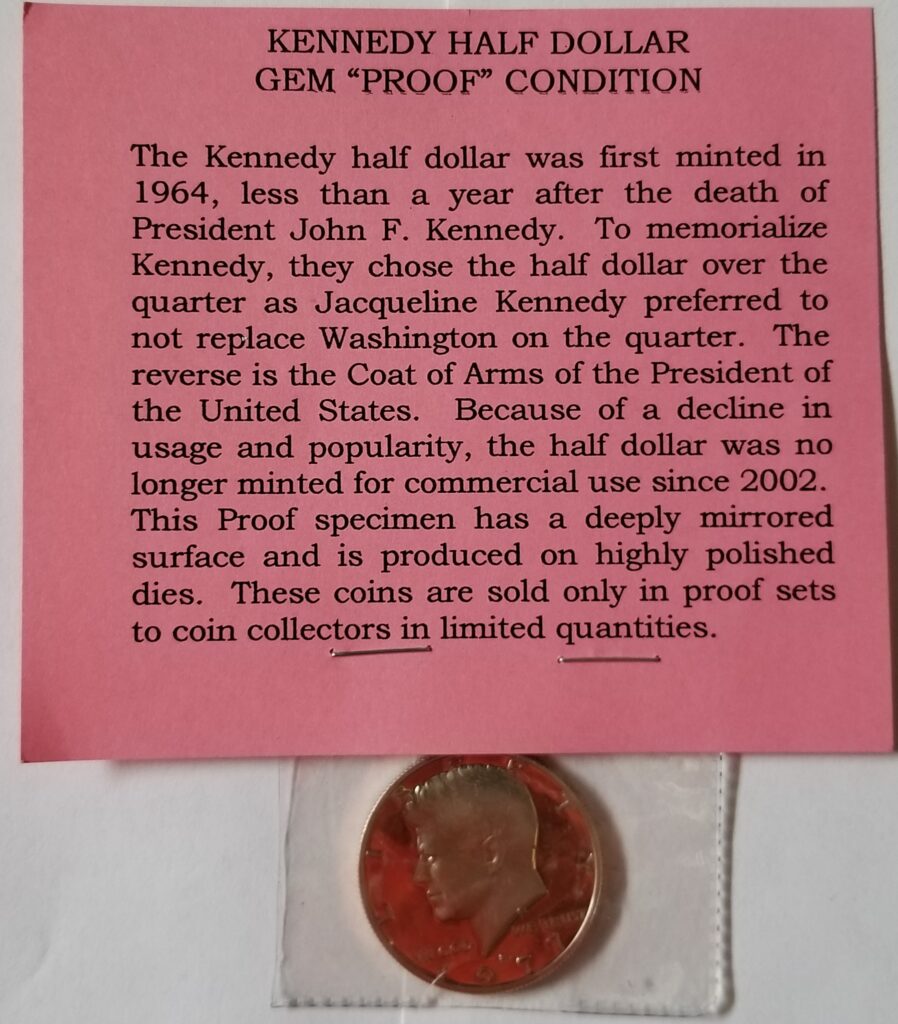 KENNEDY HALF DOLLAR
GEM “PROOF” CONDITION
The Kennedy half dollar was first minted in
1964, less than a year after the death of
President John F. Kennedy. To memorialize
Kennedy, they chose the half dollar over the
quarter as Jacqueline Kennedy preferred to
not replace Washington on the quarter. The
reverse is the Coat of Arms of the President of
the United States. Because of a decline in
usage and popularity, the half dollar was no
longer minted for commercial use since 2002.
This Proof specimen has a deeply mirrored
surface and is produced on highly polished
dies. These coins are sold only in proof sets
to coin collectors in limited quantities.